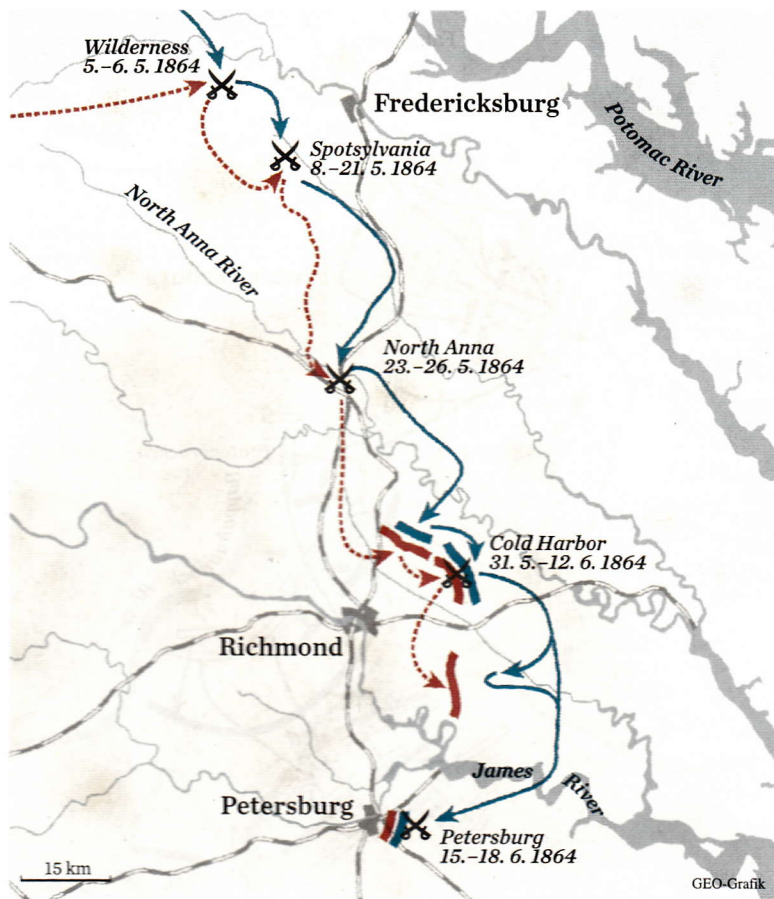 Wilderness
5.–6. 5. 1864
Fredericksburg
Potomac River
Spotsylvania
8.–21. 5. 1864
North Anna River
North Anna
23.–26. 5. 1864
Cold Harbor
31. 5.–12. 6. 1864
Richmond
James River
Petersburg
Petersburg
15.–18. 6. 1864
15 km
GEO-Grafik